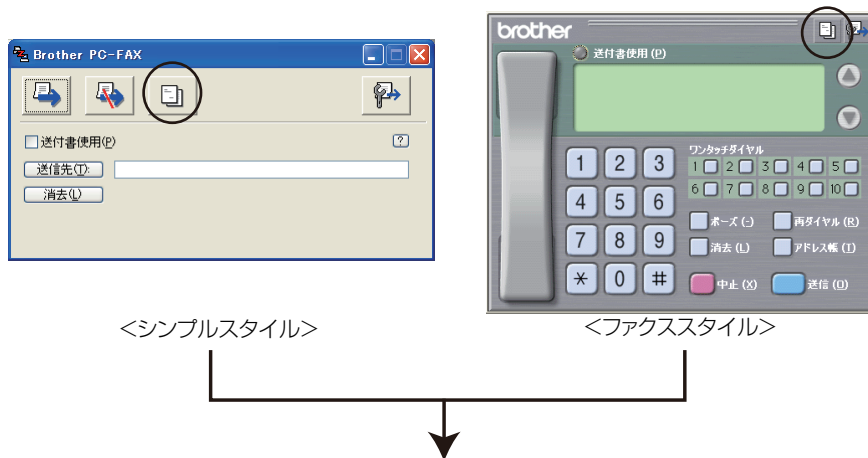 Brother PC-FAX
送付書使用(P)
?
送信先(T):
消去(L)
<シンプルスタイル>
brother
送付書使用 (P)
ワンタッチダイヤル
1 2 3 4 5
6 7 8 9 10
1 2 3
4 5 6
7 8 9
* 0 #
ポーズ (-) 再ダイヤル (R)
消去 (L) アドレス帳 (I)
中止 (X) 送信 (O)
<ファクススタイル>